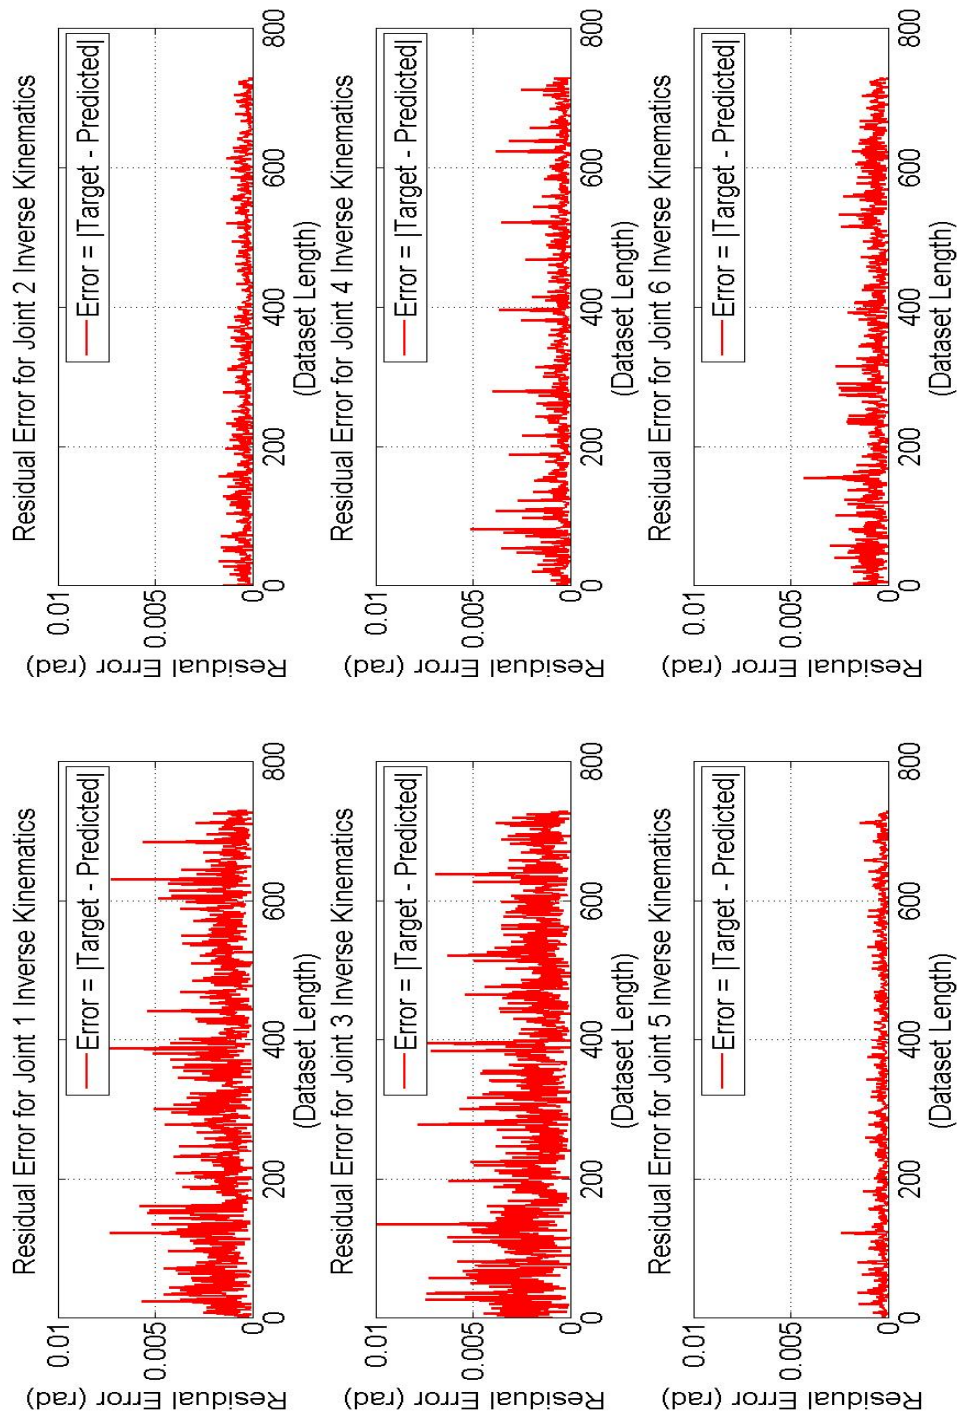 Residual Error for Joint 1 Inverse Kinematics
Error = |Target - Predicted|
Residual Error (rad)
0.01
0.005
0
0
200
400
600
800
(Dataset Length)
Residual Error for Joint 2 Inverse Kinematics
Error = |Target - Predicted|
Residual Error (rad)
0.01
0.005
0
0
200
400
600
800
(Dataset Length)
Residual Error for Joint 3 Inverse Kinematics
Error = |Target - Predicted|
Residual Error (rad)
0.01
0.005
0
0
200
400
600
800
(Dataset Length)
Residual Error for Joint 4 Inverse Kinematics
Error = |Target - Predicted|
Residual Error (rad)
0.01
0.005
0
0
200
400
600
800
(Dataset Length)
Residual Error for Joint 5 Inverse Kinematics
Error = |Target - Predicted|
Residual Error (rad)
0.01
0.005
0
0
200
400
600
800
(Dataset Length)
Residual Error for Joint 6 Inverse Kinematics
Error = |Target - Predicted|
Residual Error (rad)
0.01
0.005
0
0
200
400
600
800
(Dataset Length)